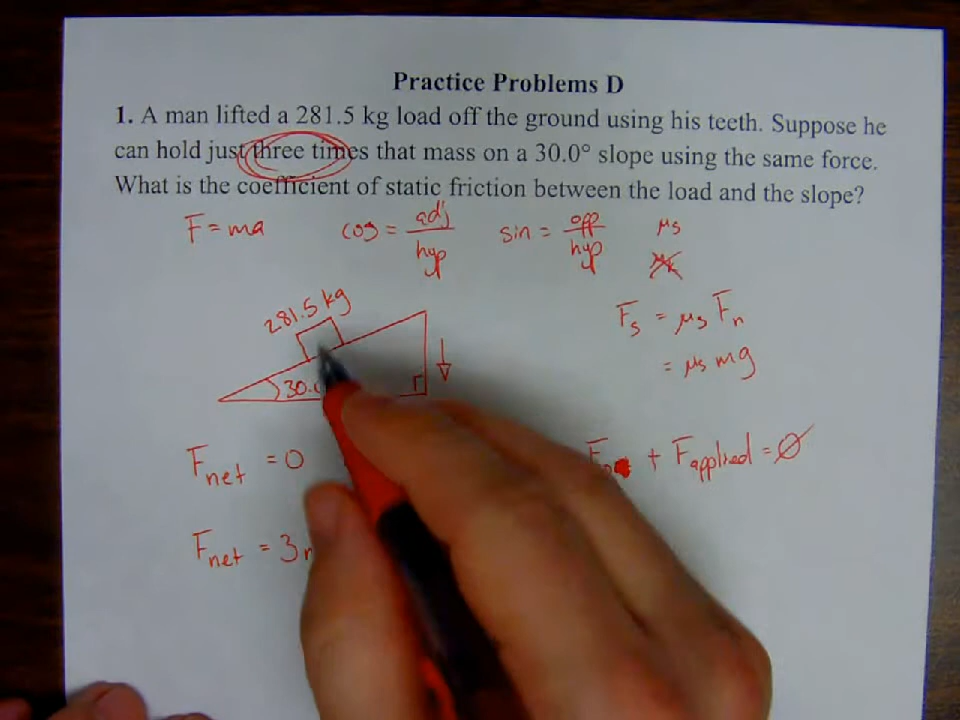 Practice Problems D
1. A man lifted a 281.5 kg load off the ground using his teeth. Suppose he
can hold just three times that mass on a 30.0° slope using the same force.
What is the coefficient of static friction between the load and the slope?
F = ma cos = adj/hyp sin = opp/hyp μs
281.5 kg
Fs = μs Fn
= μs mg
30.0
Fnet = 0
+ Fapplied = 0
Fnet = 3